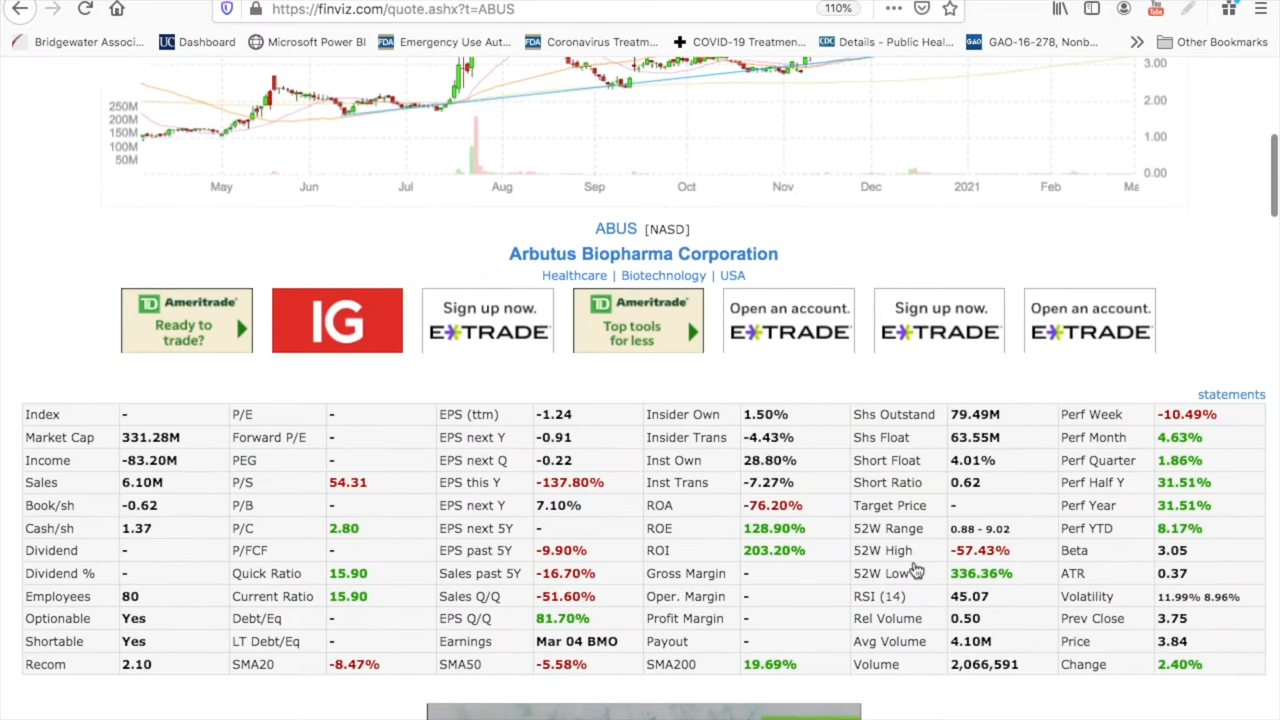 https://finviz.com/quote.ashx?t=ABUS 110%
Bridgewater Associ... UC Dashboard Microsoft Power BI FDA Emergency Use Aut... FDA Coronavirus Treatm... COVID-19 Treatmen... CDC Details - Public Heal... GAO GAO-16-278, Nonb... Other Bookmarks
3.00
250M 2.00
200M
150M 1.00
100M
50M
0.00
May Jun Jul Aug Sep Oct Nov Dec 2021 Feb Ma
ABUS [NASD]
Arbutus Biopharma Corporation
Healthcare | Biotechnology | USA
TD Ameritrade Ready to trade? IG Sign up now. E*TRADE TD Ameritrade Top tools for less Open an account. E*TRADE Sign up now. E*TRADE Open an account. E*TRADE
statements
Index - P/E - EPS (ttm) -1.24 Insider Own 1.50% Shs Outstand 79.49M Perf Week -10.49%
Market Cap 331.28M Forward P/E - EPS next Y -0.91 Insider Trans -4.43% Shs Float 63.55M Perf Month 4.63%
Income -83.20M PEG - EPS next Q -0.22 Inst Own 28.80% Short Float 4.01% Perf Quarter 1.86%
Sales 6.10M P/S 54.31 EPS this Y -137.80% Inst Trans -7.27% Short Ratio 0.62 Perf Half Y 31.51%
Book/sh -0.62 P/B - EPS next Y 7.10% ROA -76.20% Target Price - Perf Year 31.51%
Cash/sh 1.37 P/C 2.80 EPS next 5Y - ROE 128.90% 52W Range 0.88 - 9.02 Perf YTD 8.17%
Dividend - P/FCF - EPS past 5Y -9.90% ROI 203.20% 52W High -57.43% Beta 3.05
Dividend % - Quick Ratio 15.90 Sales past 5Y -16.70% Gross Margin - 52W Low 336.36% ATR 0.37
Employees 80 Current Ratio 15.90 Sales Q/Q -51.60% Oper. Margin - RSI (14) 45.07 Volatility 11.99% 8.96%
Optionable Yes Debt/Eq - EPS Q/Q 81.70% Profit Margin - Rel Volume 0.50 Prev Close 3.75
Shortable Yes LT Debt/Eq - Earnings Mar 04 BMO Payout - Avg Volume 4.10M Price 3.84
Recom 2.10 SMA20 -8.47% SMA50 -5.58% SMA200 19.69% Volume 2,066,591 Change 2.40%